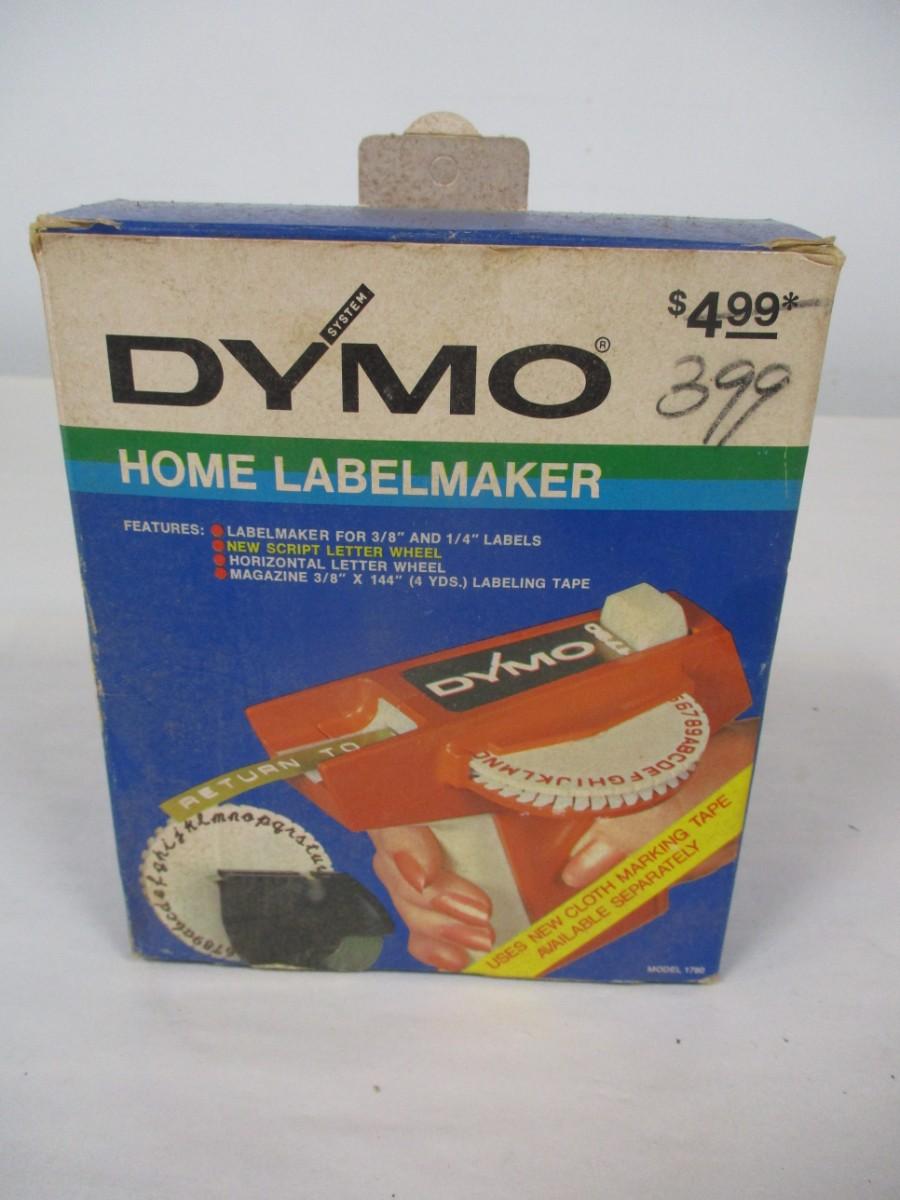 SYSTEM
DYMO®
$4.99*
399
HOME LABELMAKER
FEATURES: ● LABELMAKER FOR 3/8" AND 1/4" LABELS
● NEW SCRIPT LETTER WHEEL
● HORIZONTAL LETTER WHEEL
● MAGAZINE 3/8" X 144" (4 YDS.) LABELING TAPE
DYMO
56789ABCDEFGHIJKLMNO
RETURN TO
6789abcdefghijklmnopqrstuv
USES NEW CLOTH MARKING TAPE
AVAILABLE SEPARATELY
MODEL 1780